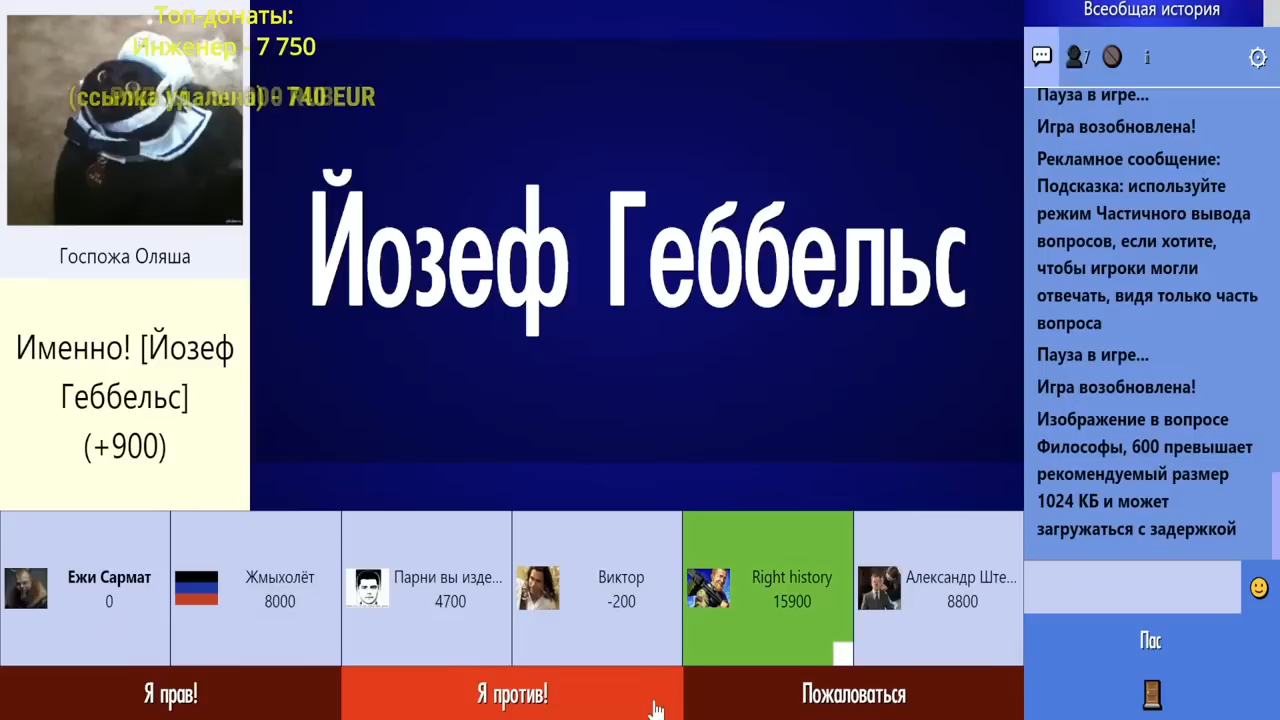 Топ-донаты:
Инженер - 7 750
(ссылка удалена) - 740 EUR
Госпожа Оляша
Именно! [Йозеф
Геббельс]
(+900)
Йозеф Геббельс
Всеобщая история
7
i
Пауза в игре...
Игра возобновлена!
Рекламное сообщение:
Подсказка: используйте
режим Частичного вывода
вопросов, если хотите,
чтобы игроки могли
отвечать, видя только часть
вопроса
Пауза в игре...
Игра возобновлена!
Изображение в вопросе
Философы, 600 превышает
рекомендуемый размер
1024 КБ и может
загружаться с задержкой
Ежи Сармат
0
Жмыхолёт
8000
Парни вы изде...
4700
Виктор
-200
Right history
15900
Александр Ште...
8800
Пас
Я прав!
Я против!
Пожаловаться